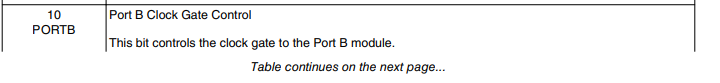 10
PORTB
Port B Clock Gate Control
This bit controls the clock gate to the Port B module.
Table continues on the next page...